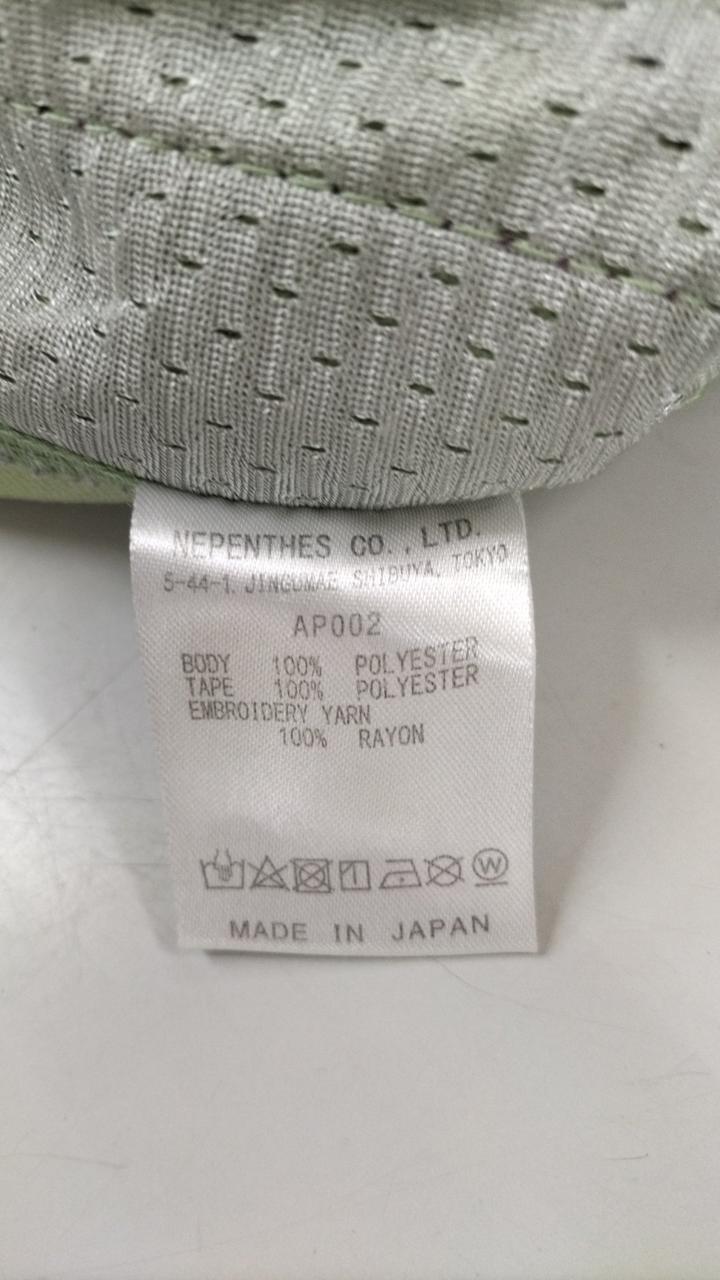 NEPENTHES CO., LTD.
5-44-1, JINGUMAE SHIBUYA, TOKYO
AP002
BODY 100% POLYESTER
TAPE 100% POLYESTER
EMBROIDERY YARN
100% RAYON
W
MADE IN JAPAN